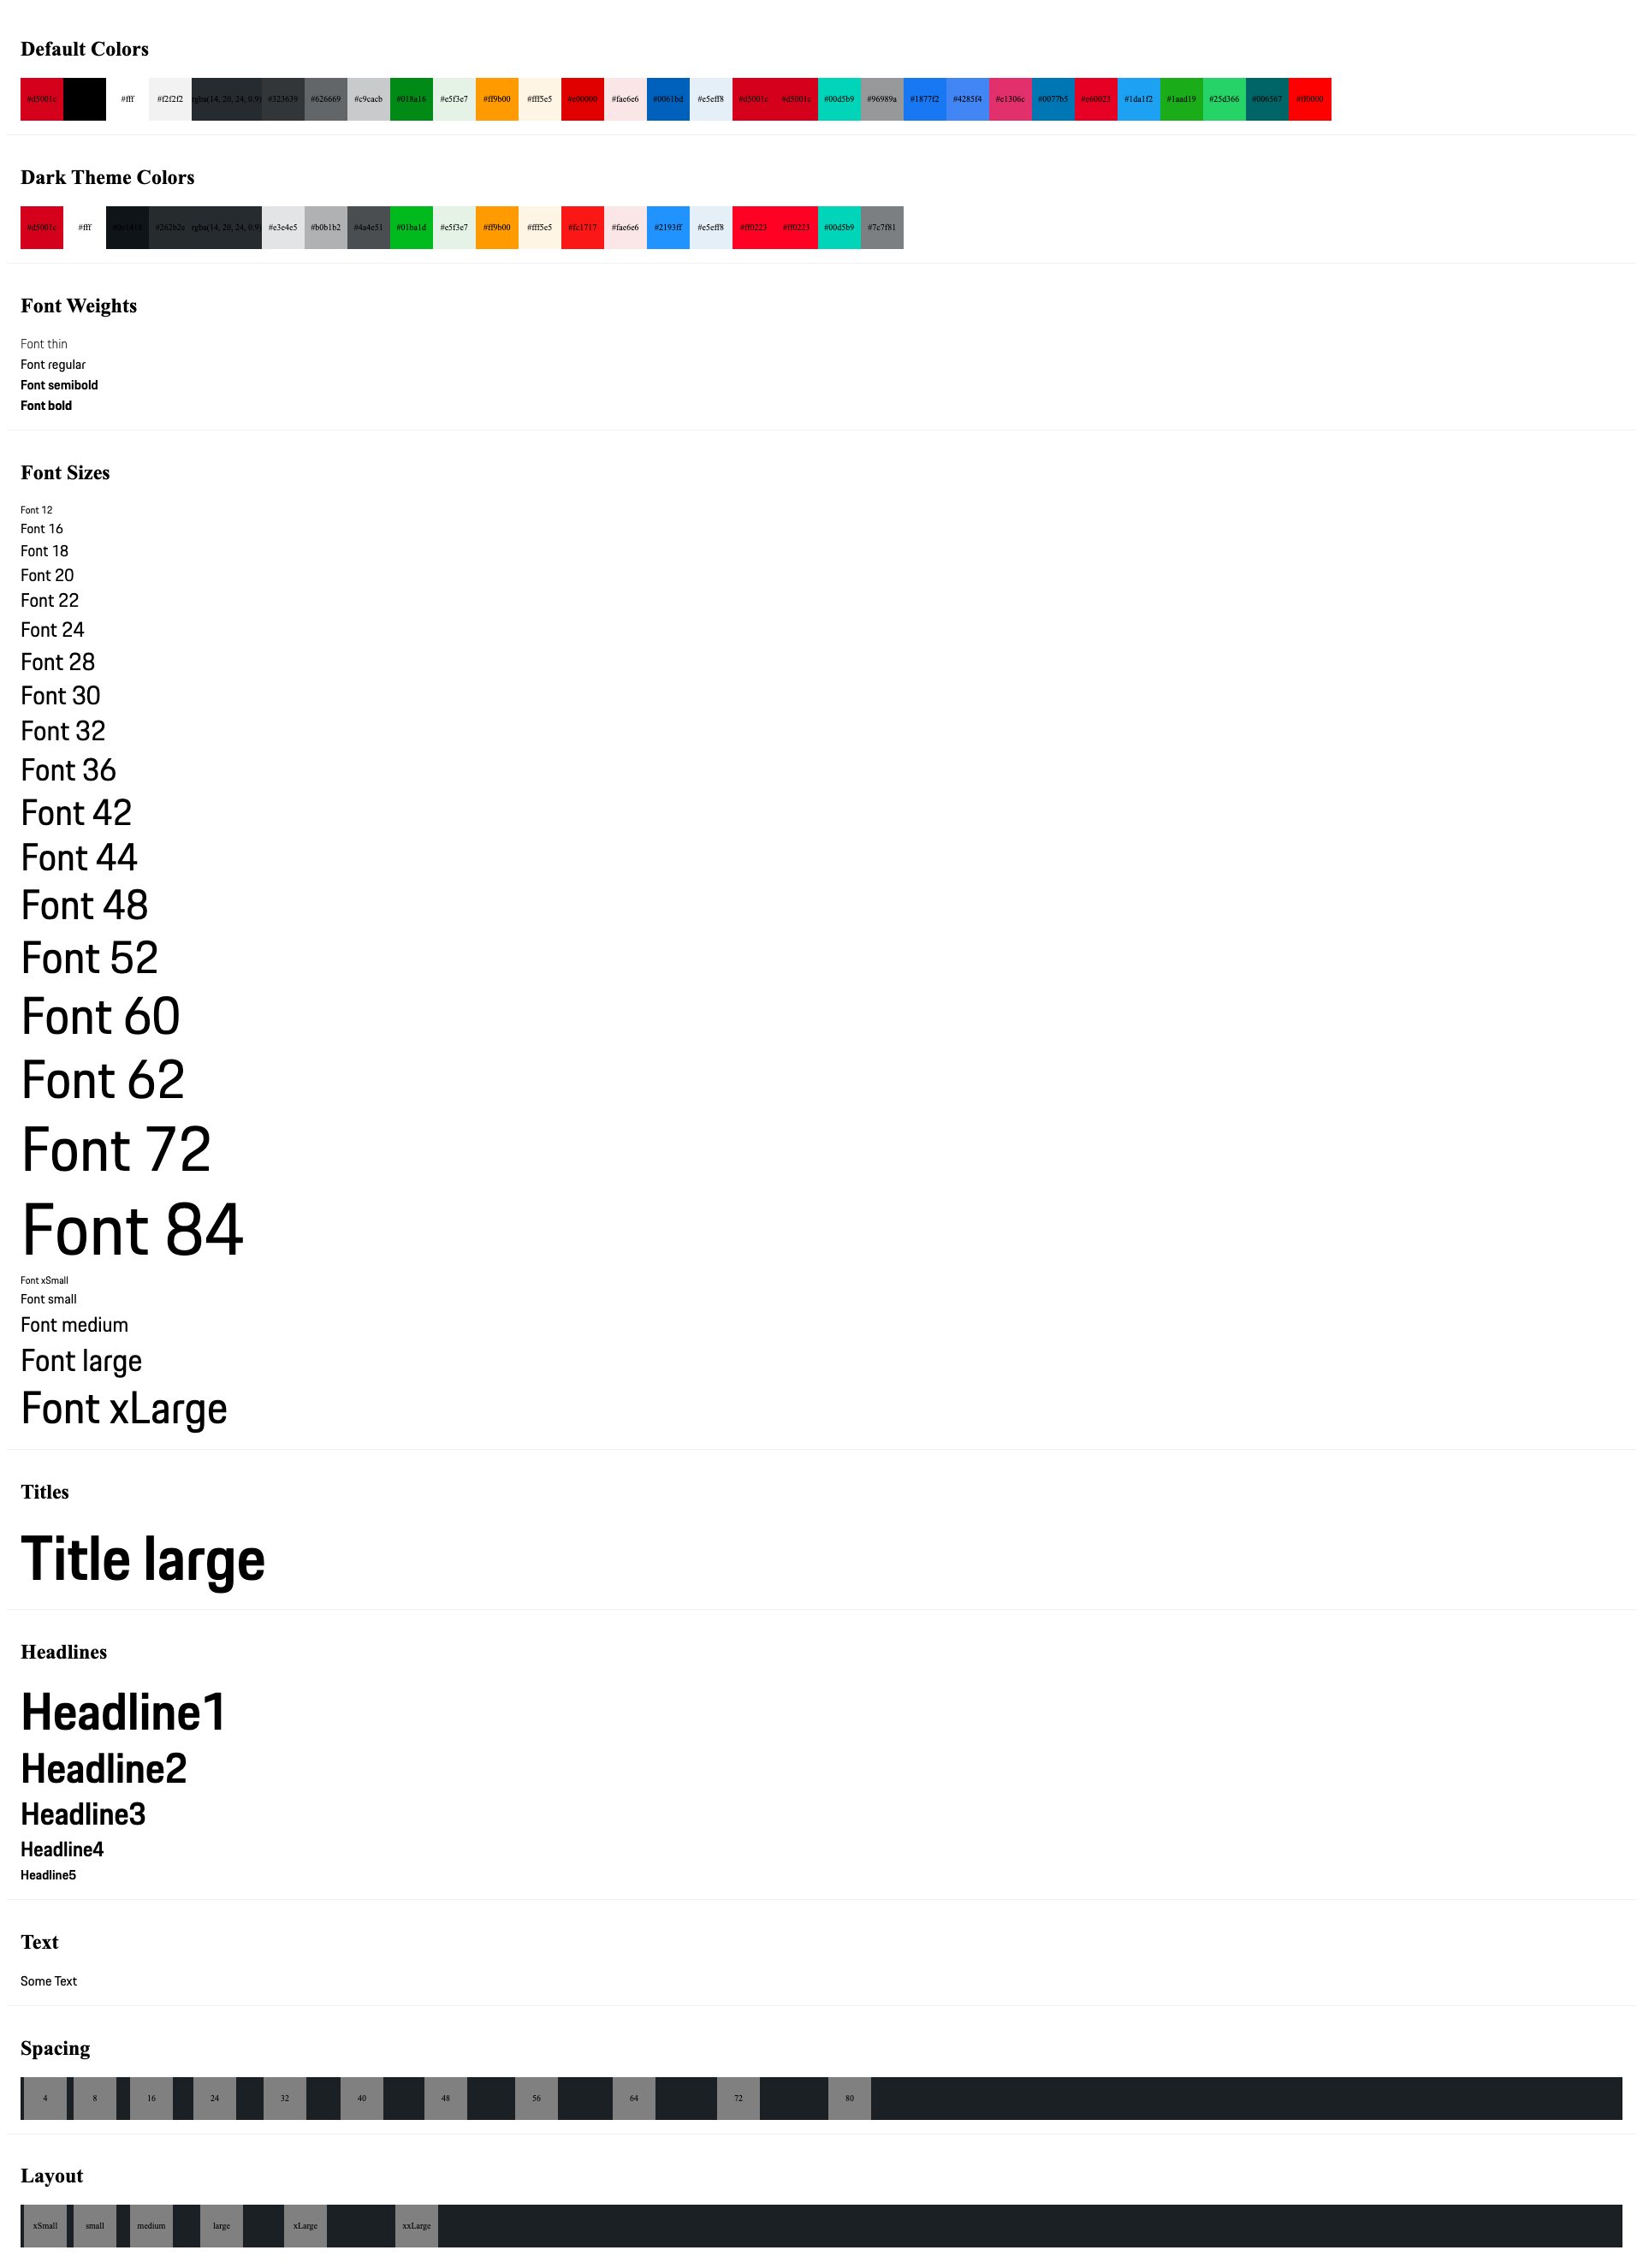 Default Colors
#d5001c #fff #f2f2f2 rgba(14, 20, 24, 0.9) #323639 #626669 #c9cacb #018a16 #e5f3e7 #ff9b00 #fff5e5 #e00000 #fae6e6 #0061bd #e5eff8 #d5001c #d5001c #00d5b9 #96989a #1877f2 #4285f4 #e1306c #0077b5 #e60023 #1da1f2 #1aad19 #25d366 #006567 #ff0000
Dark Theme Colors
#d5001c #fff #0e1418 #262b2e rgba(14, 20, 24, 0.9) #e3e4e5 #b0b1b2 #4a4e51 #01ba1d #e5f3e7 #ff9b00 #fff5e5 #fc1717 #fae6e6 #2193ff #e5eff8 #ff0223 #ff0223 #00d5b9 #7c7f81
Font Weights
Font thin
Font regular
Font semibold
Font bold
Font Sizes
Font 12
Font 16
Font 18
Font 20
Font 22
Font 24
Font 28
Font 30
Font 32
Font 36
Font 42
Font 44
Font 48
Font 52
Font 60
Font 62
Font 72
Font 84
Font xSmall
Font small
Font medium
Font large
Font xLarge
Titles
Title large
Headlines
Headline1
Headline2
Headline3
Headline4
Headline5
Text
Some Text
Spacing
4 8 16 24 32 40 48 56 64 72 80
Layout
xSmall small medium large xLarge xxLarge